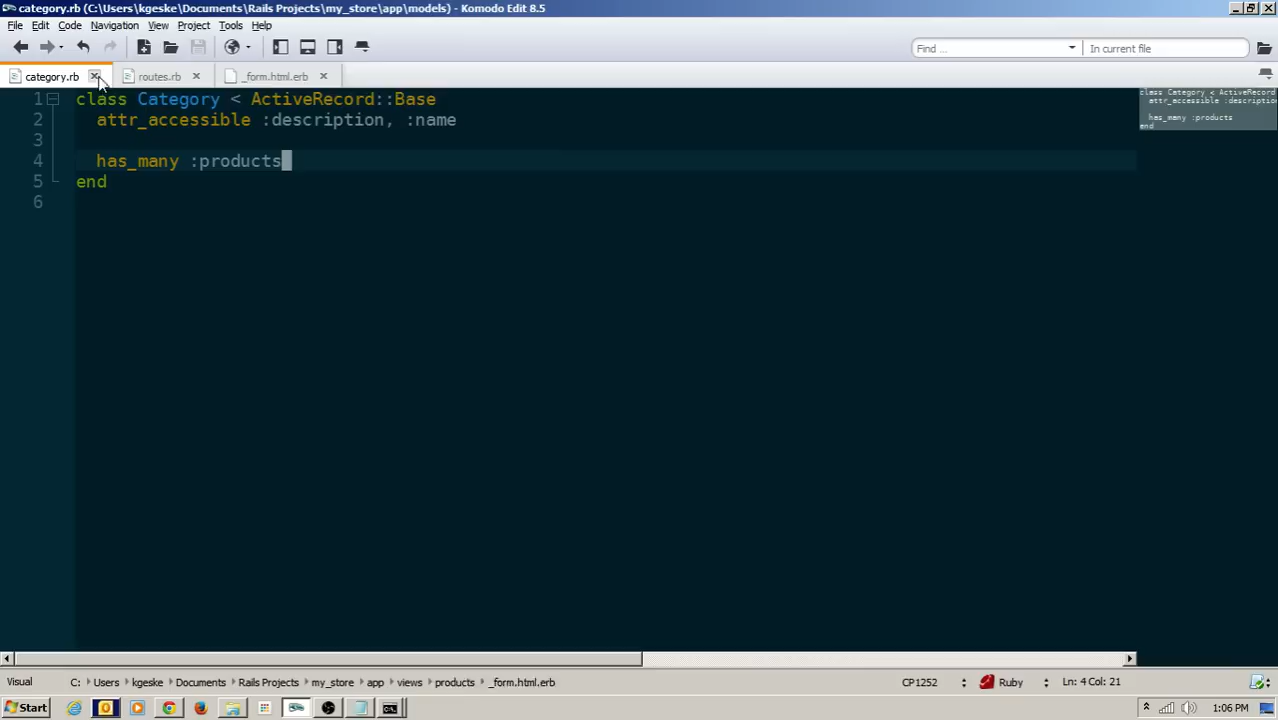 category.rb (C:\Users\kgeske\Documents\Rails Projects\my_store\app\models) - Komodo Edit 8.5
File Edit Code Navigation View Project Tools Help
Find ... In current file
category.rb routes.rb _form.html.erb
1 class Category < ActiveRecord::Base
2 attr_accessible :description, :name
3
4 has_many :products
5 end
6
class Category < ActiveRecord
attr_accessible :description
has_many :products
end
Visual C: Users kgeske Documents Rails Projects my_store app views products _form.html.erb CP1252 Ruby Ln: 4 Col: 21
Start 1:06 PM